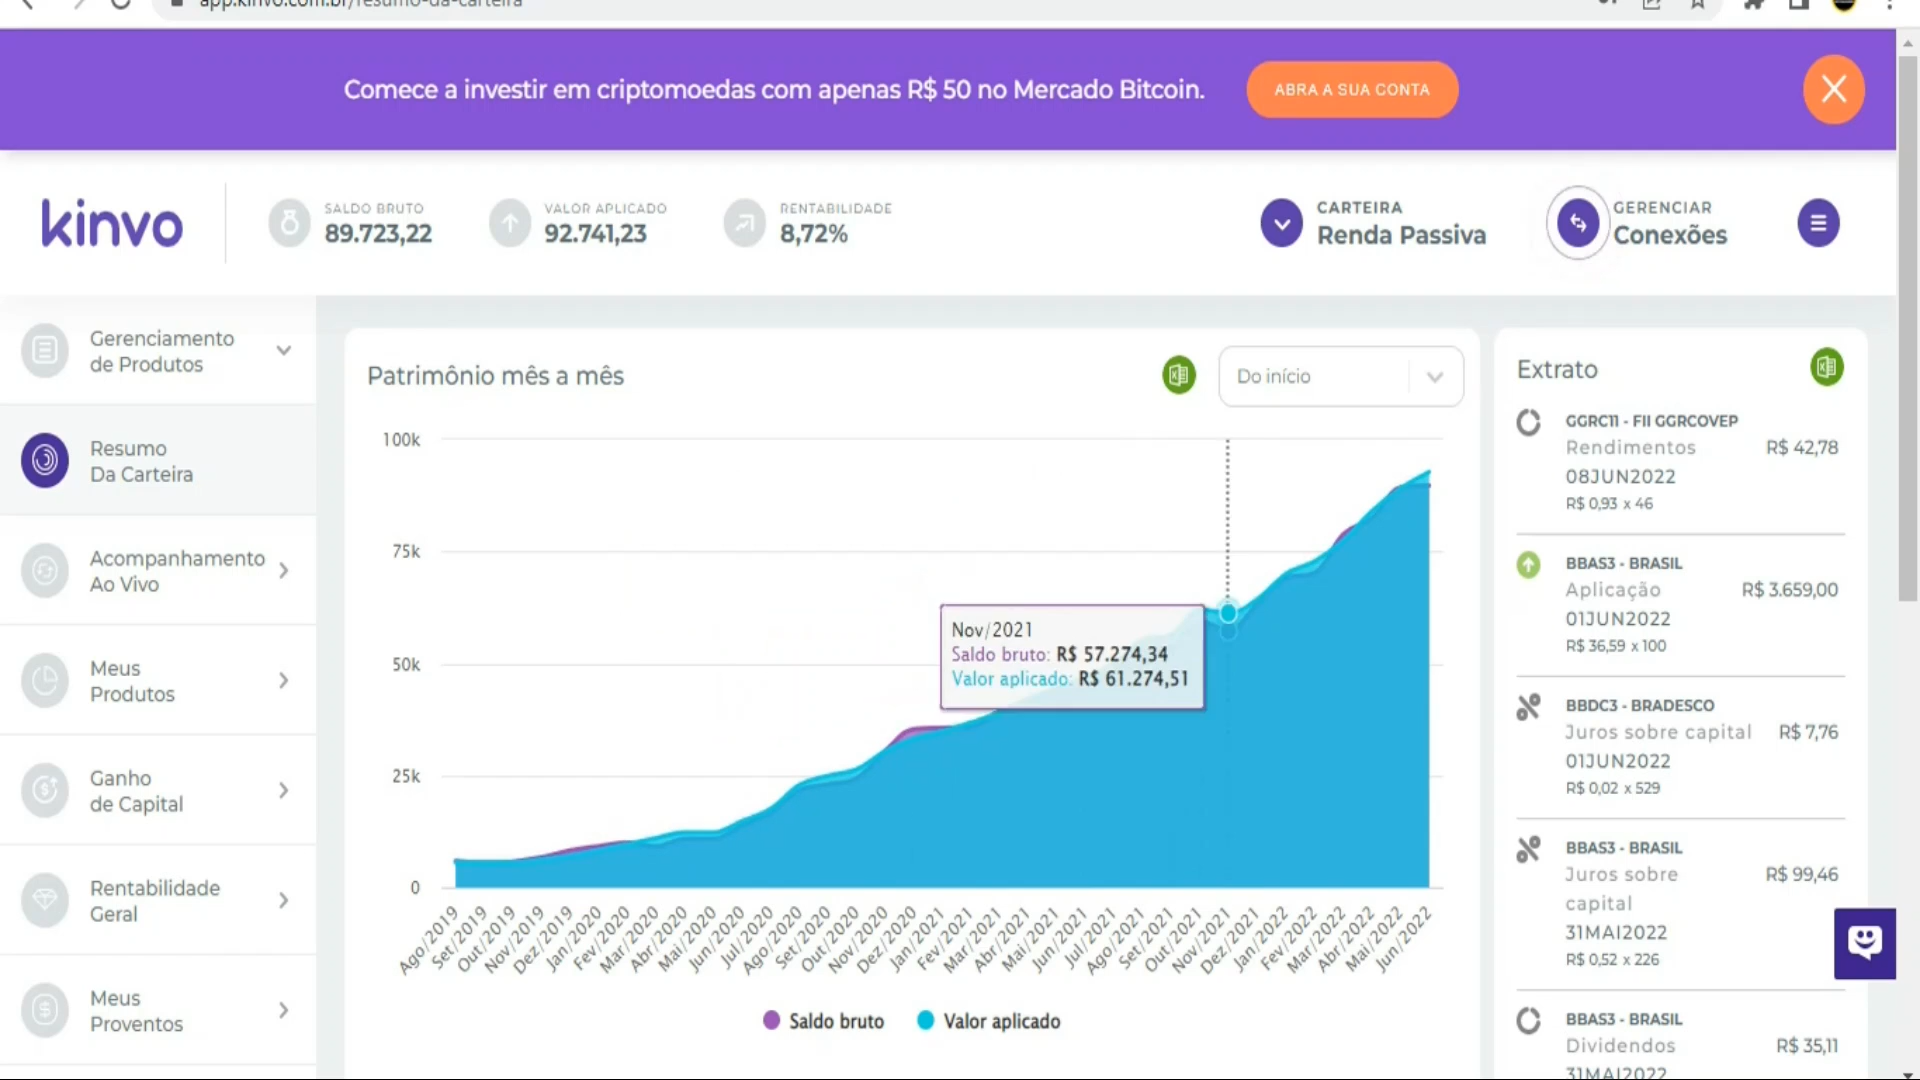 app.kinvo.com.br/resumo-da-carteira
Comece a investir em criptomoedas com apenas R$ 50 no Mercado Bitcoin.
ABRA A SUA CONTA
kinvo
SALDO BRUTO
89.723,22
VALOR APLICADO
92.741,23
RENTABILIDADE
8,72%
CARTEIRA
Renda Passiva
GERENCIAR
Conexões
Gerenciamento
de Produtos
Resumo
Da Carteira
Acompanhamento
Ao Vivo
Meus
Produtos
Ganho
de Capital
Rentabilidade
Geral
Meus
Proventos
Patrimônio mês a mês
Do início
100k
75k
50k
25k
0
Nov/2021
Saldo bruto: R$ 57.274,34
Valor aplicado: R$ 61.274,51
Ago/2019
Set/2019
Out/2019
Nov/2019
Dez/2019
Jan/2020
Fev/2020
Mar/2020
Abr/2020
Mai/2020
Jun/2020
Jul/2020
Ago/2020
Set/2020
Out/2020
Nov/2020
Dez/2020
Jan/2021
Fev/2021
Mar/2021
Abr/2021
Mai/2021
Jun/2021
Jul/2021
Ago/2021
Set/2021
Out/2021
Nov/2021
Dez/2021
Jan/2022
Fev/2022
Mar/2022
Abr/2022
Mai/2022
Jun/2022
Saldo bruto
Valor aplicado
Extrato
GGRC11 - FII GGRCOVEP
Rendimentos R$ 42,78
08JUN2022
R$ 0,93 x 46
BBAS3 - BRASIL
Aplicação R$ 3.659,00
01JUN2022
R$ 36,59 x 100
BBDC3 - BRADESCO
Juros sobre capital R$ 7,76
01JUN2022
R$ 0,02 x 529
BBAS3 - BRASIL
Juros sobre R$ 99,46
capital
31MAI2022
R$ 0,52 x 226
BBAS3 - BRASIL
Dividendos R$ 35,11
31MAI2022